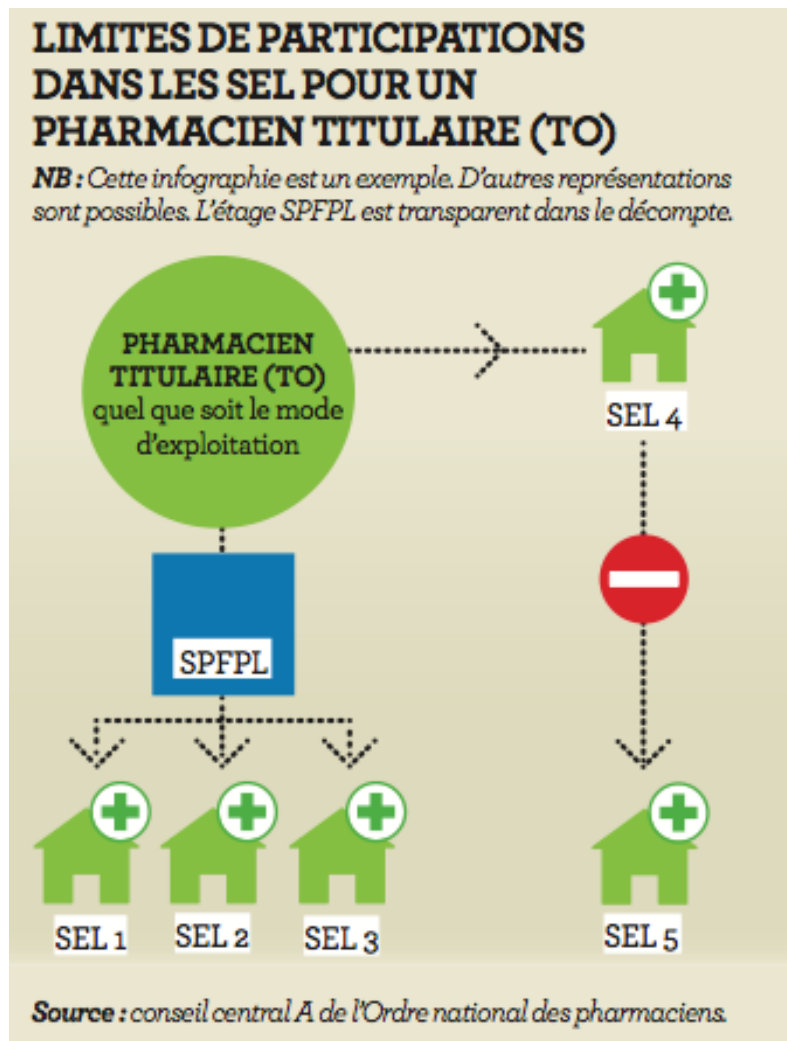 LIMITES DE PARTICIPATIONS
DANS LES SEL POUR UN
PHARMACIEN TITULAIRE (TO)
NB : Cette infographie est un exemple. D'autres représentations
sont possibles. L'étage SPFPL est transparent dans le décompte.
PHARMACIEN
TITULAIRE (TO)
quel que soit le mode
d'exploitation
SEL 4
SPFPL
SEL 1
SEL 2
SEL 3
SEL 5
Source : conseil central A de l'Ordre national des pharmaciens.